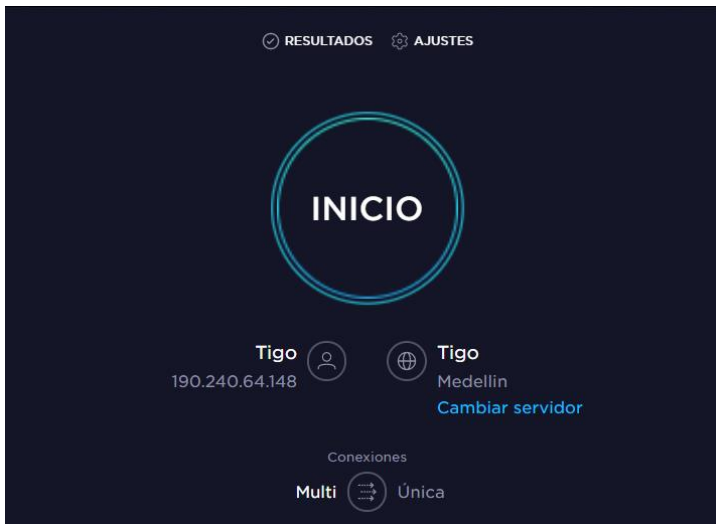 RESULTADOS AJUSTES
INICIO
Tigo
190.240.64.148
Tigo
Medellin
Cambiar servidor
Conexiones
Multi Única